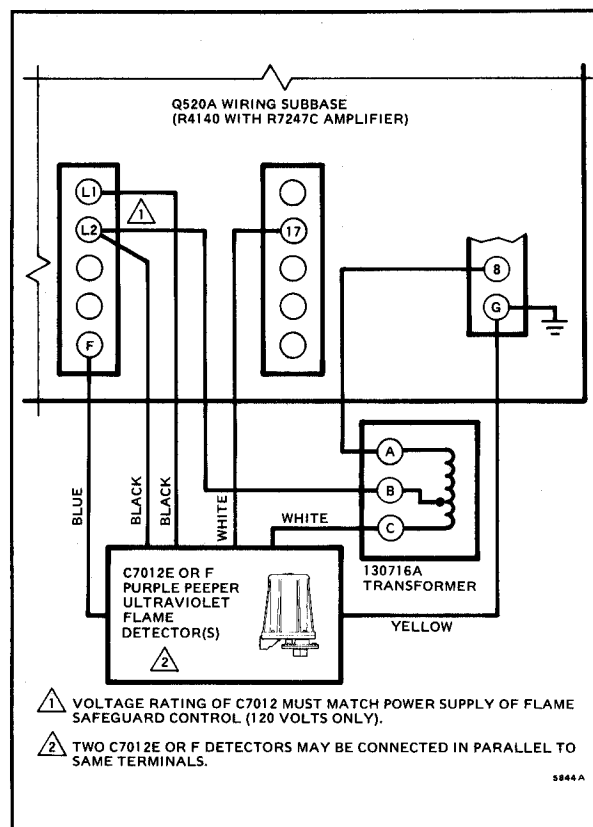 Q520A WIRING SUBBASE
(R4140 WITH R7247C AMPLIFIER)
L1
L2
F
1
17
8
G
A
B
C
BLUE
BLACK
BLACK
WHITE
WHITE
130716A
TRANSFORMER
YELLOW
C7012E OR F
PURPLE PEEPER
ULTRAVIOLET
FLAME
DETECTOR(S)
2
1 VOLTAGE RATING OF C7012 MUST MATCH POWER SUPPLY OF FLAME
SAFEGUARD CONTROL (120 VOLTS ONLY).
2 TWO C7012E OR F DETECTORS MAY BE CONNECTED IN PARALLEL TO
SAME TERMINALS.
5844A